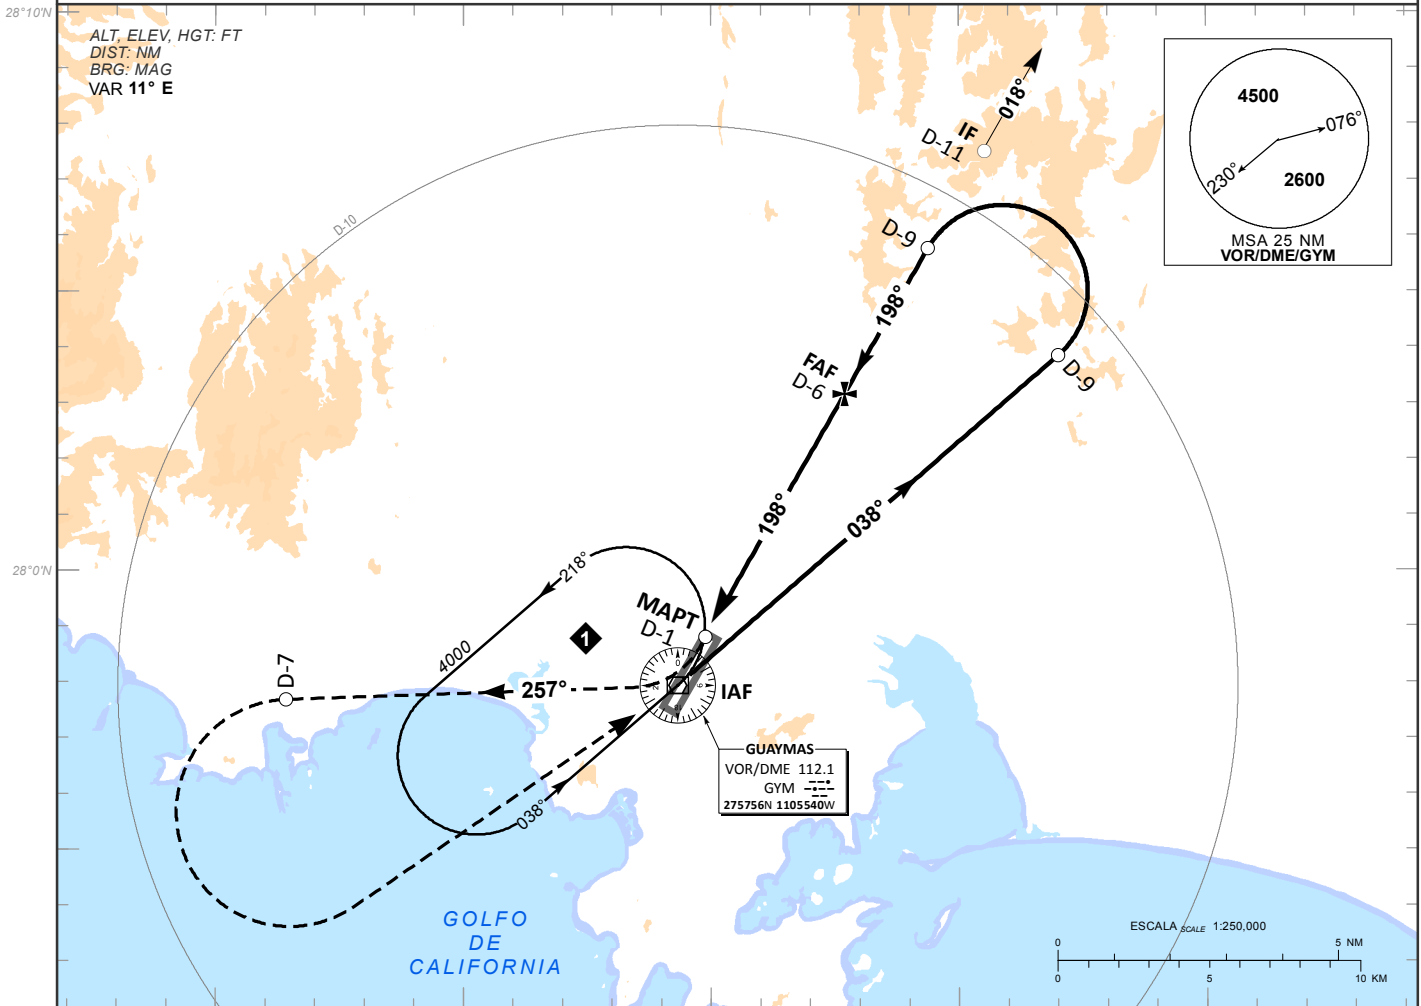 28°10'N
ALT, ELEV, HGT: FT
DIST: NM
BRG: MAG
VAR 11° E
4500
076°
230°
2600
MSA 25 NM
VOR/DME/GYM
018°
IF
D-11
D-10
D-9
198°
D-9
FAF
D-6
198°
038°
28°0'N
218°
MAPT
D-1
1
4000
D-7
257°
IAF
0
9
18
038°
GUAYMAS
VOR/DME 112.1
GYM
275756N 1105540W
GOLFO
DE
CALIFORNIA
ESCALA SCALE 1:250,000
0 5 NM
0 5 10 KM